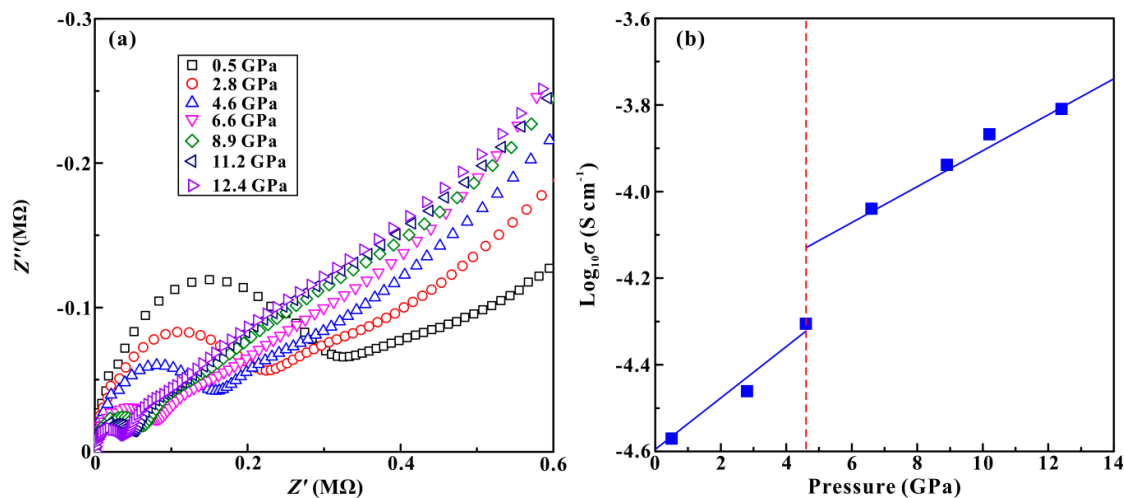 (a)
-0.3
-0.2
-0.1
0
0
0.2
0.4
0.6
Z''(MΩ)
Z' (MΩ)
0.5 GPa
2.8 GPa
4.6 GPa
6.6 GPa
8.9 GPa
11.2 GPa
12.4 GPa
(b)
-3.6
-3.8
-4.0
-4.2
-4.4
-4.6
0
2
4
6
8
10
12
14
Log₁₀σ (S cm⁻¹)
Pressure (GPa)